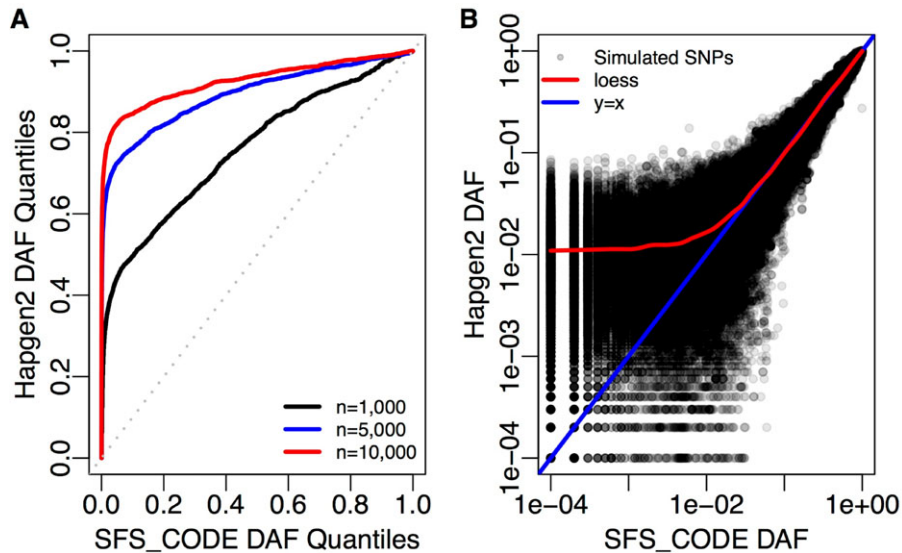 A
Hapgen2 DAF Quantiles
1.0
0.8
0.6
0.4
0.2
0.0
n=1,000
n=5,000
n=10,000
0.0 0.2 0.4 0.6 0.8 1.0
SFS_CODE DAF Quantiles
B
Hapgen2 DAF
1e+00
1e-01
1e-02
1e-03
1e-04
Simulated SNPs
loess
y=x
1e-04 1e-02 1e+00
SFS_CODE DAF